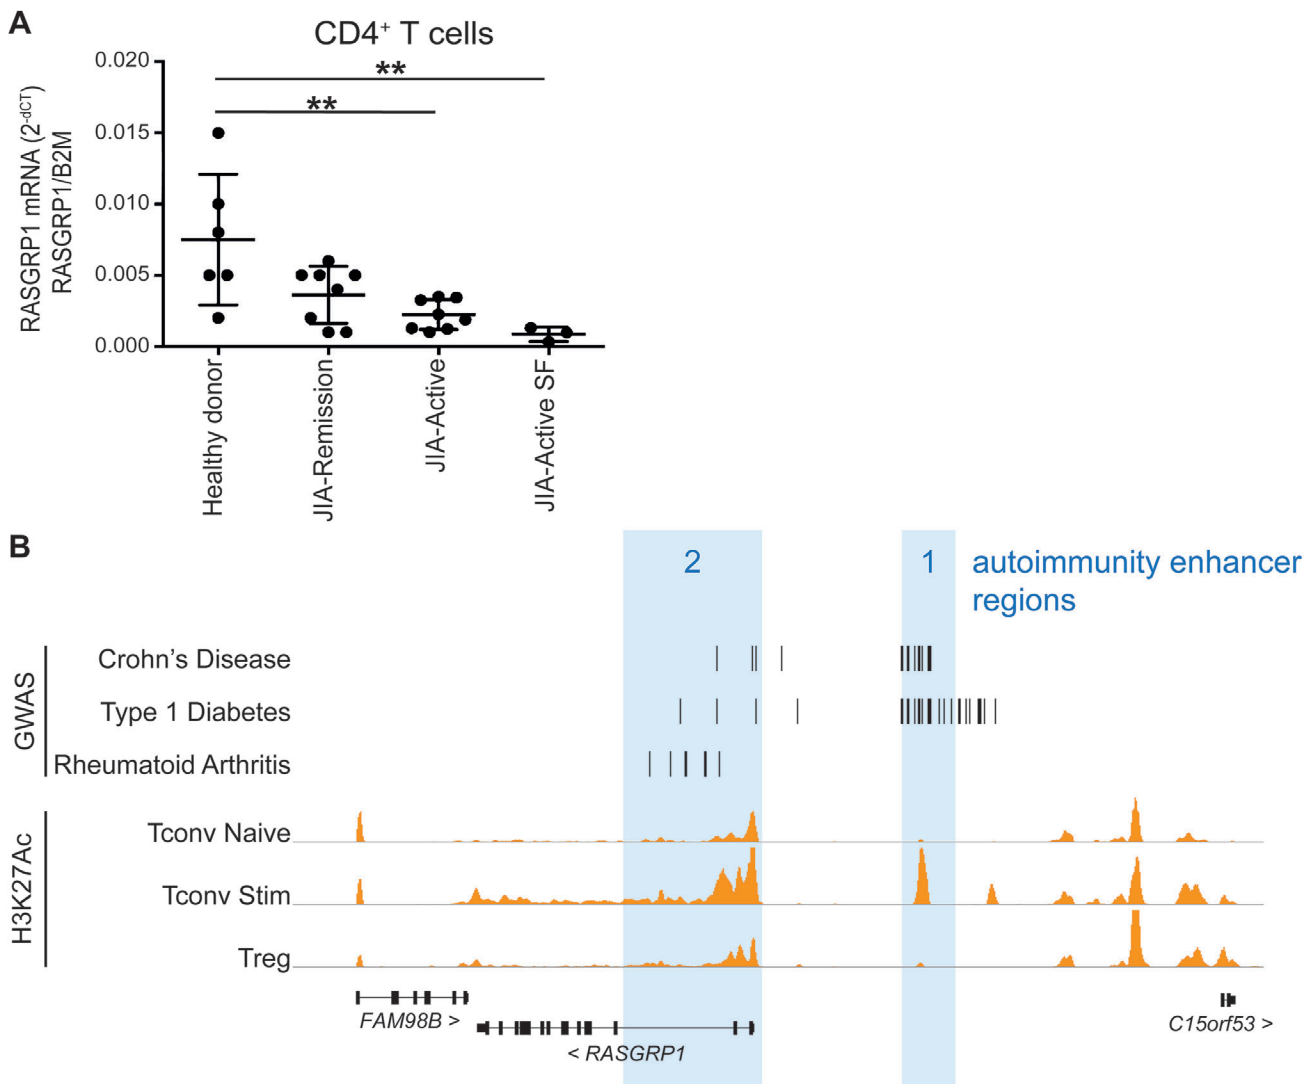 A
CD4⁺ T cells
RASGRP1 mRNA (2⁻ᵈᶜᵀ)
RASGRP1/B2M
0.020
0.015
0.010
0.005
0.000
**
**
Healthy donor
JIA-Remission
JIA-Active
JIA-Active SF
B
2
1
autoimmunity enhancer
regions
GWAS
Crohn's Disease
Type 1 Diabetes
Rheumatoid Arthritis
H3K27Ac
Tconv Naive
Tconv Stim
Treg
FAM98B >
< RASGRP1
C15orf53 >